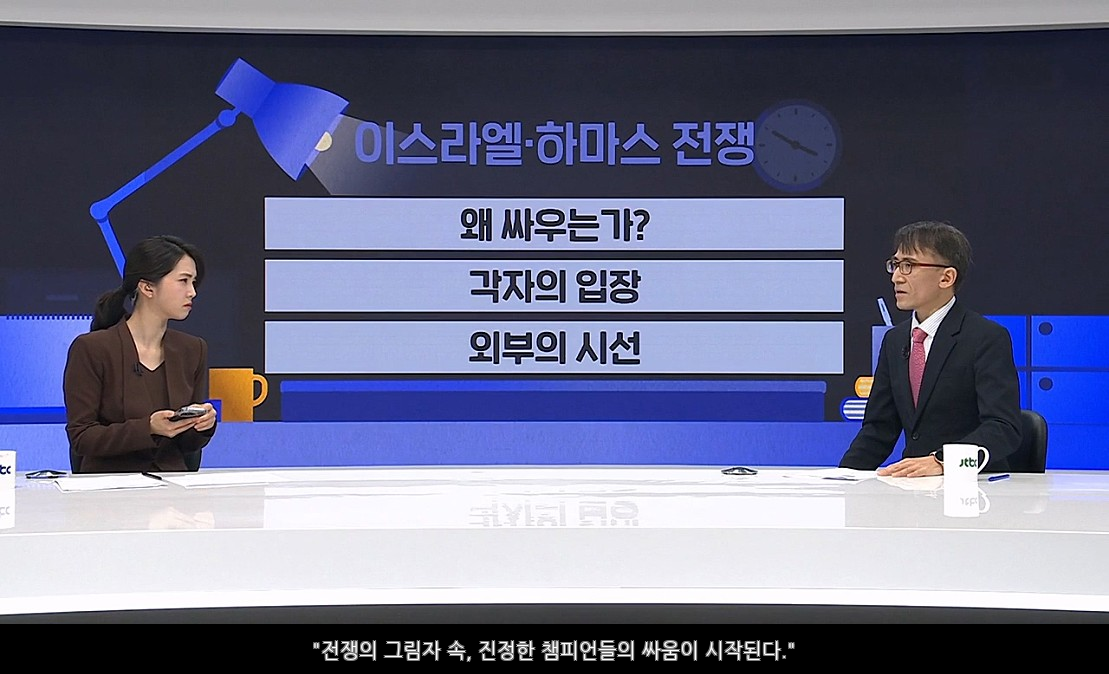 이스라엘·하마스 전쟁
왜 싸우는가?
각자의 입장
외부의 시선
jtbc
"전쟁의 그림자 속, 진정한 챔피언들의 싸움이 시작된다."